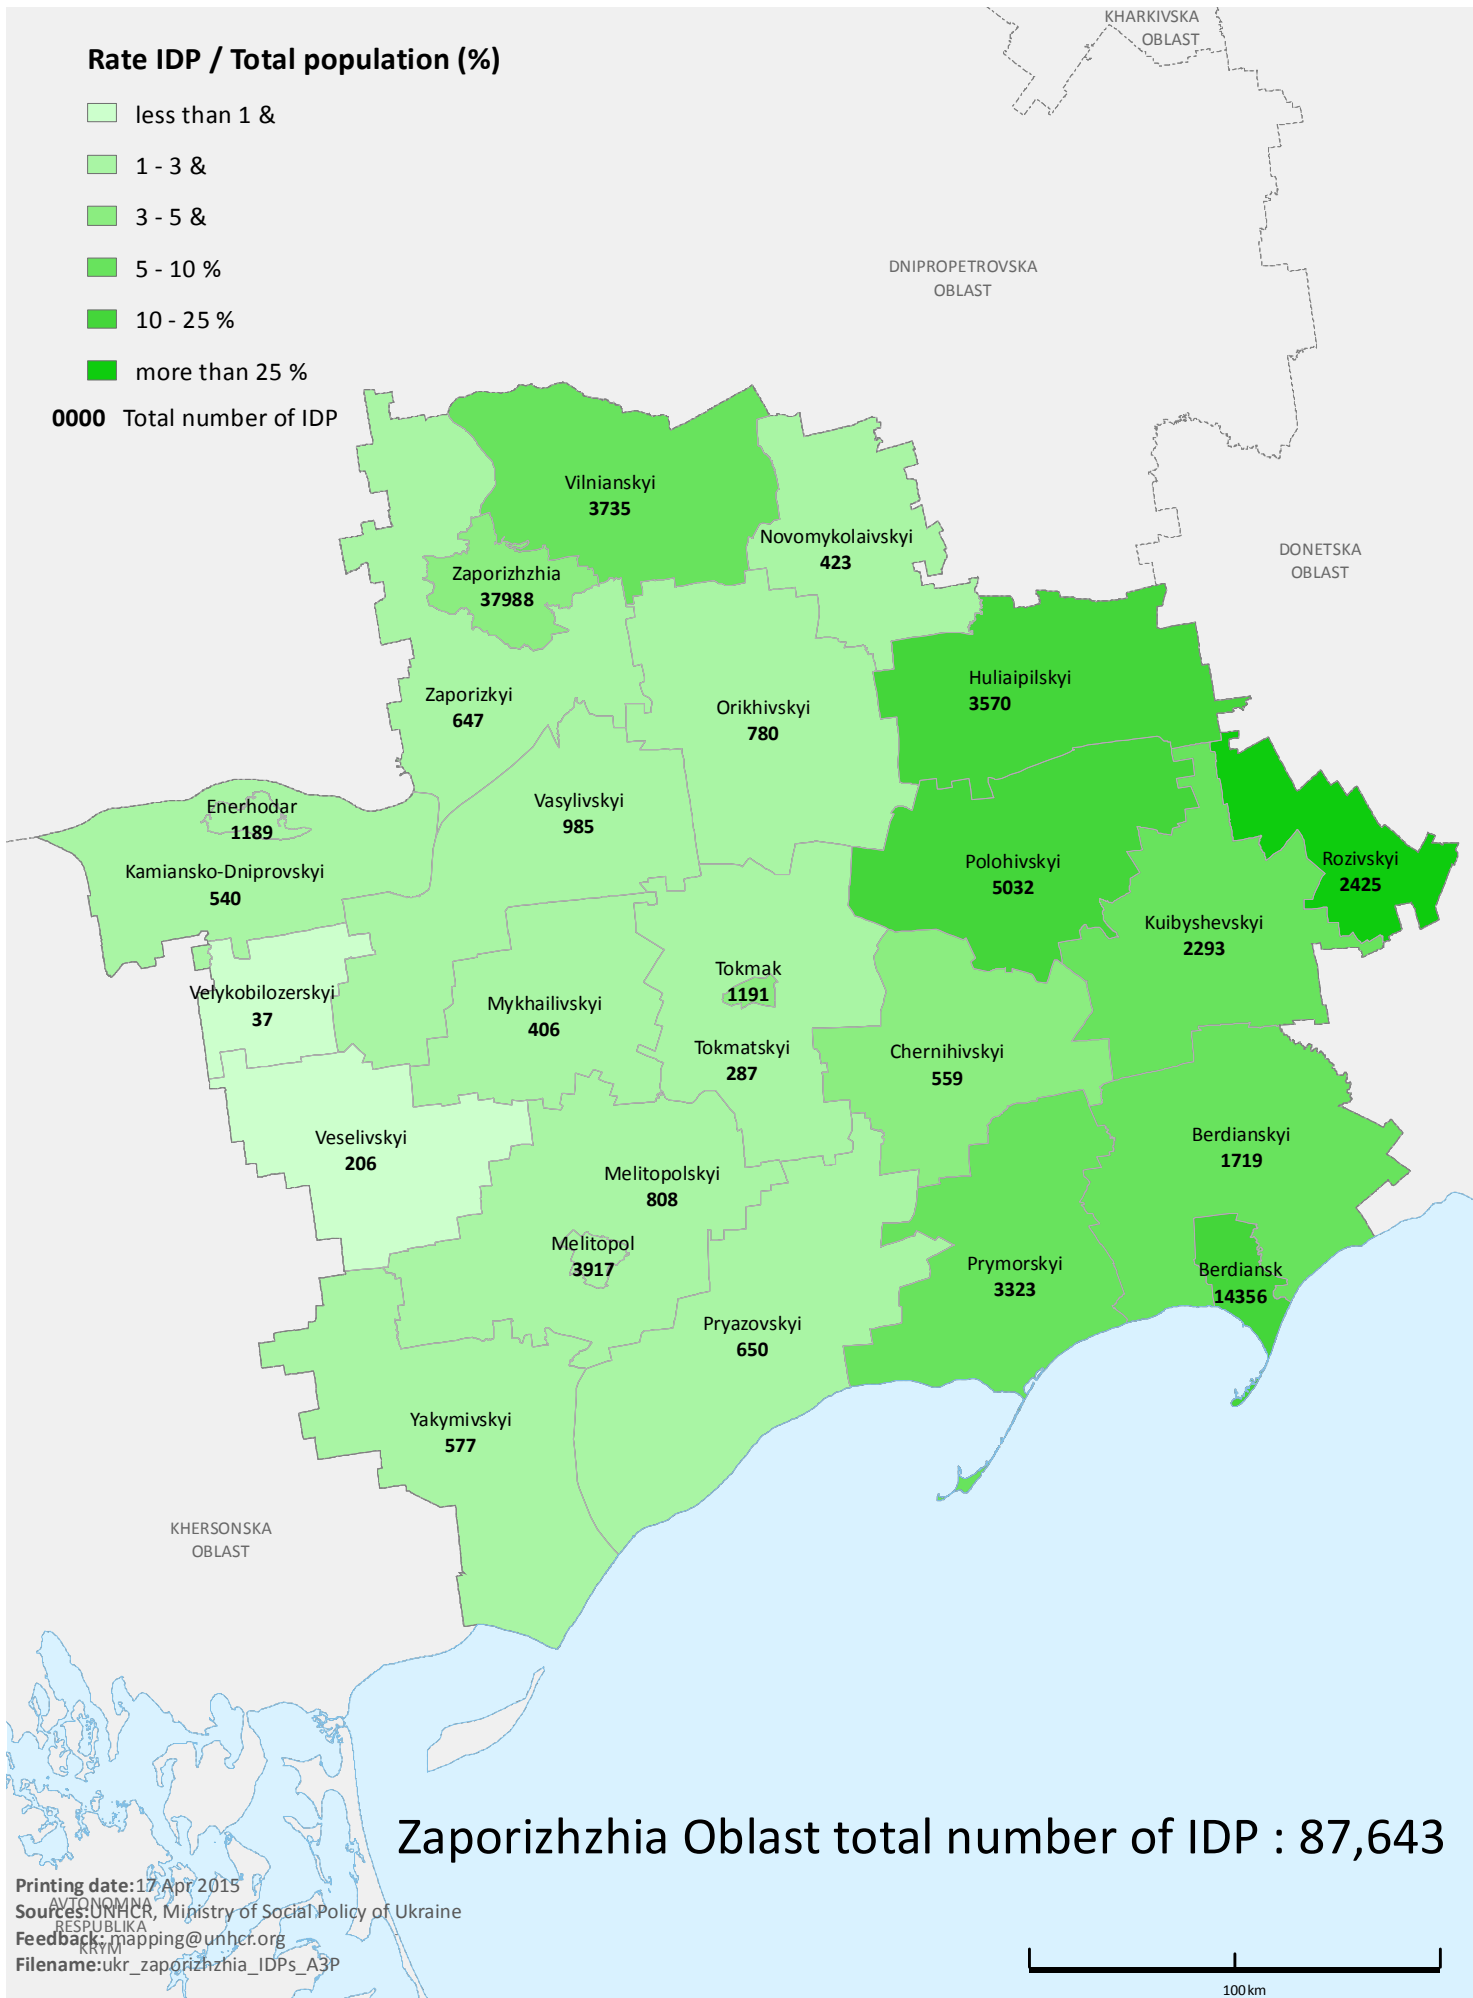 KHARKIVSKA
OBLAST
Rate IDP / Total population (%)
less than 1 &
1 - 3 &
3 - 5 &
5 - 10 %
10 - 25 %
more than 25 %
0000 Total number of IDP
DNIPROPETROVSKA
OBLAST
DONETSKA
OBLAST
Vilnianskyi
3735
Novomykolaivskyi
423
Zaporizhzhia
37988
Zaporizkyi
647
Orikhivskyi
780
Huliaipilskyi
3570
Enerhodar
1189
Vasylivskyi
985
Kamiansko-Dniprovskyi
540
Polohivskyi
5032
Rozivskyi
2425
Kuibyshevskyi
2293
Velykobilozerskyi
37
Mykhailivskyi
406
Tokmak
1191
Tokmatskyi
287
Chernihivskyi
559
Veselivskyi
206
Berdianskyi
1719
Melitopolskyi
808
Melitopol
3917
Prymorskyi
3323
Berdiansk
14356
Pryazovskyi
650
Yakymivskyi
577
KHERSONSKA
OBLAST
Zaporizhzhia Oblast total number of IDP : 87,643
Printing date:17 Apr 2015
AVTONOMNA
Sources:UNHCR, Ministry of Social Policy of Ukraine
RESPUBLIKA
Feedback: mapping@unhcr.org
KRYM
Filename:ukr_zaporizhzhia_IDPs_A3P
100 km